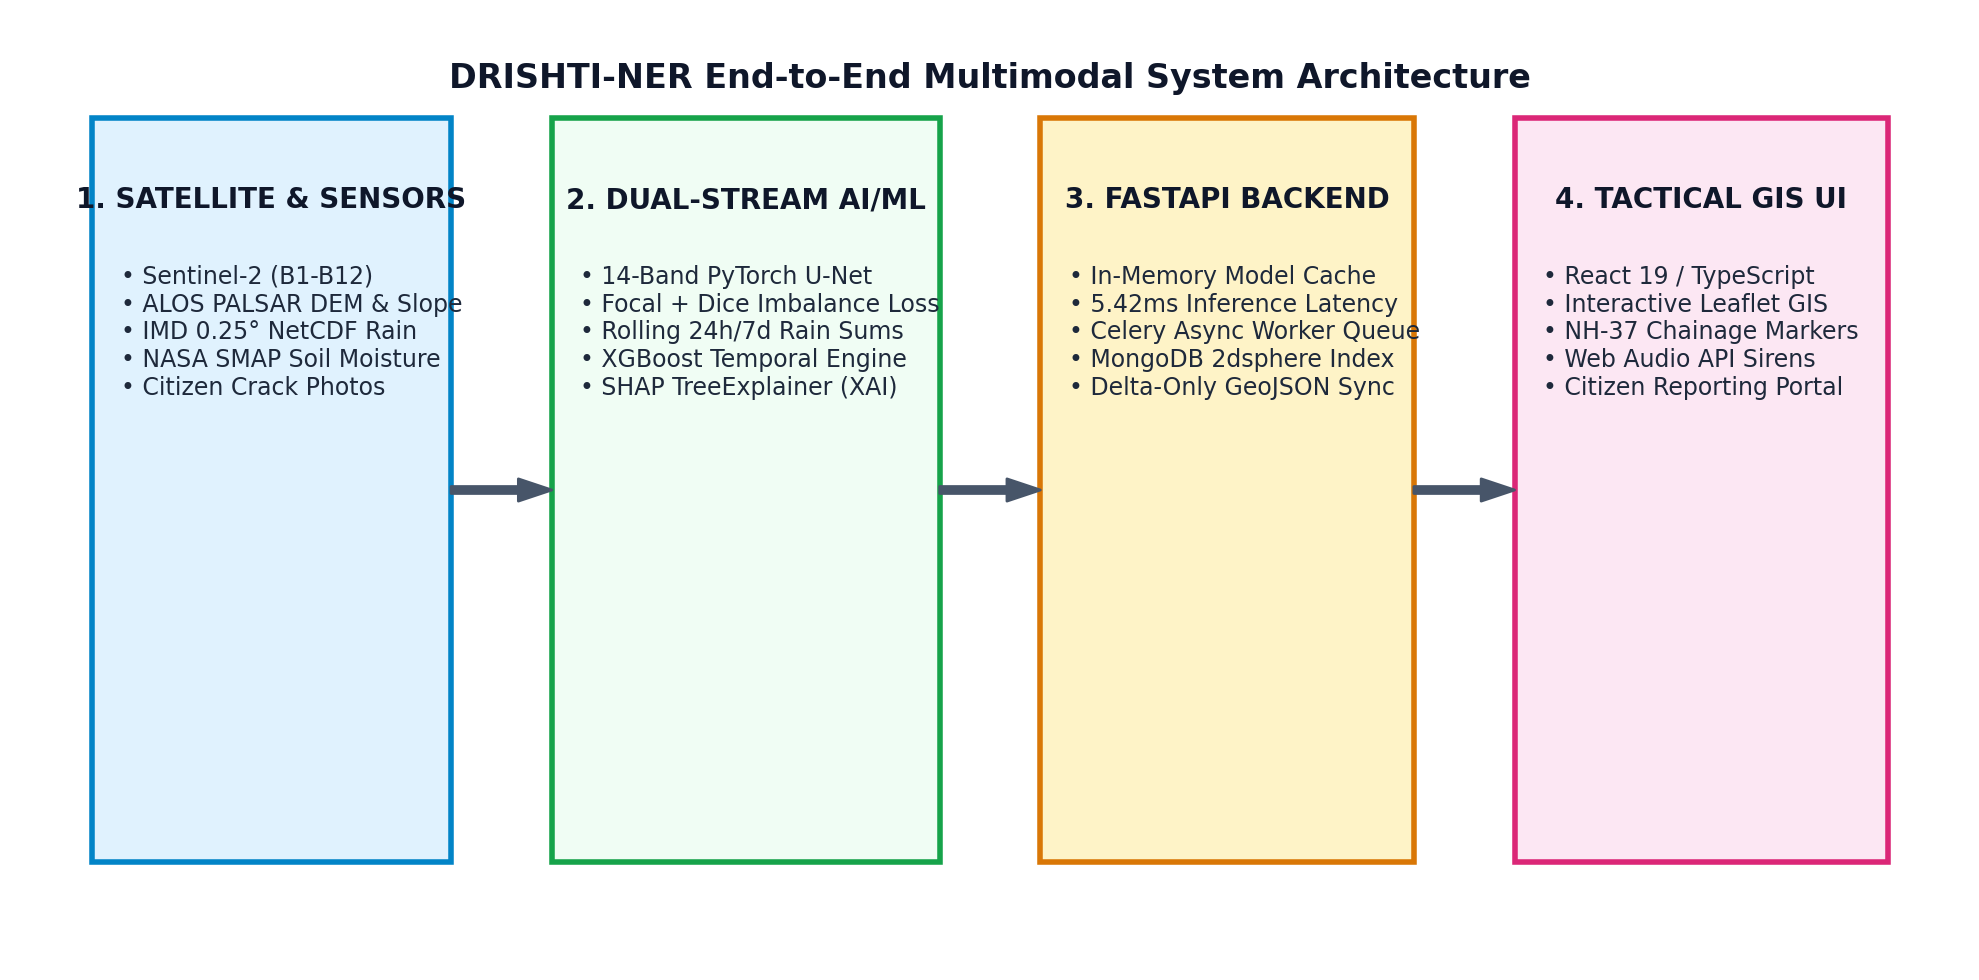 DRISHTI-NER End-to-End Multimodal System Architecture
1. SATELLITE & SENSORS
• Sentinel-2 (B1-B12)
• ALOS PALSAR DEM & Slope
• IMD 0.25° NetCDF Rain
• NASA SMAP Soil Moisture
• Citizen Crack Photos
2. DUAL-STREAM AI/ML
• 14-Band PyTorch U-Net
• Focal + Dice Imbalance Loss
• Rolling 24h/7d Rain Sums
• XGBoost Temporal Engine
• SHAP TreeExplainer (XAI)
3. FASTAPI BACKEND
• In-Memory Model Cache
• 5.42ms Inference Latency
• Celery Async Worker Queue
• MongoDB 2dsphere Index
• Delta-Only GeoJSON Sync
4. TACTICAL GIS UI
• React 19 / TypeScript
• Interactive Leaflet GIS
• NH-37 Chainage Markers
• Web Audio API Sirens
• Citizen Reporting Portal